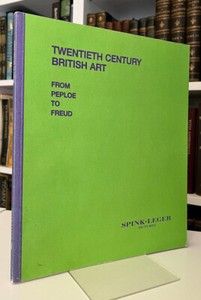 TWENTIETH CENTURY
BRITISH ART
FROM
PEPLOE
TO
FREUD
SPINK-LEGER